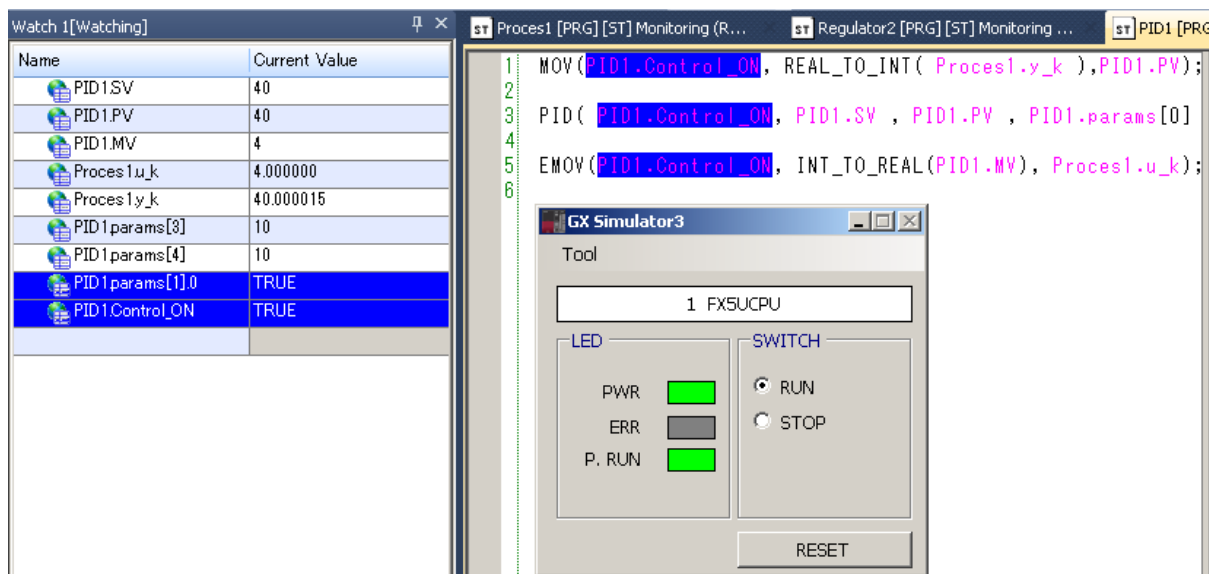 Watch 1[Watching]
Name Current Value
PID1.SV 40
PID1.PV 40
PID1.MV 4
Proces1.u_k 4.000000
Proces1.y_k 40.000015
PID1.params[3] 10
PID1.params[4] 10
PID1.params[1].0 TRUE
PID1.Control_ON TRUE
ST Proces1 [PRG] [ST] Monitoring (R... ST Regulator2 [PRG] [ST] Monitoring ... ST PID1 [PRG
1 MOV(PID1.Control_ON, REAL_TO_INT( Proces1.y_k ),PID1.PV);
2
3 PID( PID1.Control_ON, PID1.SV , PID1.PV , PID1.params[0]
4
5 EMOV(PID1.Control_ON, INT_TO_REAL(PID1.MV), Proces1.u_k);
6
GX Simulator3
Tool
1 FX5UCPU
LED
PWR
ERR
P. RUN
SWITCH
RUN
STOP
RESET